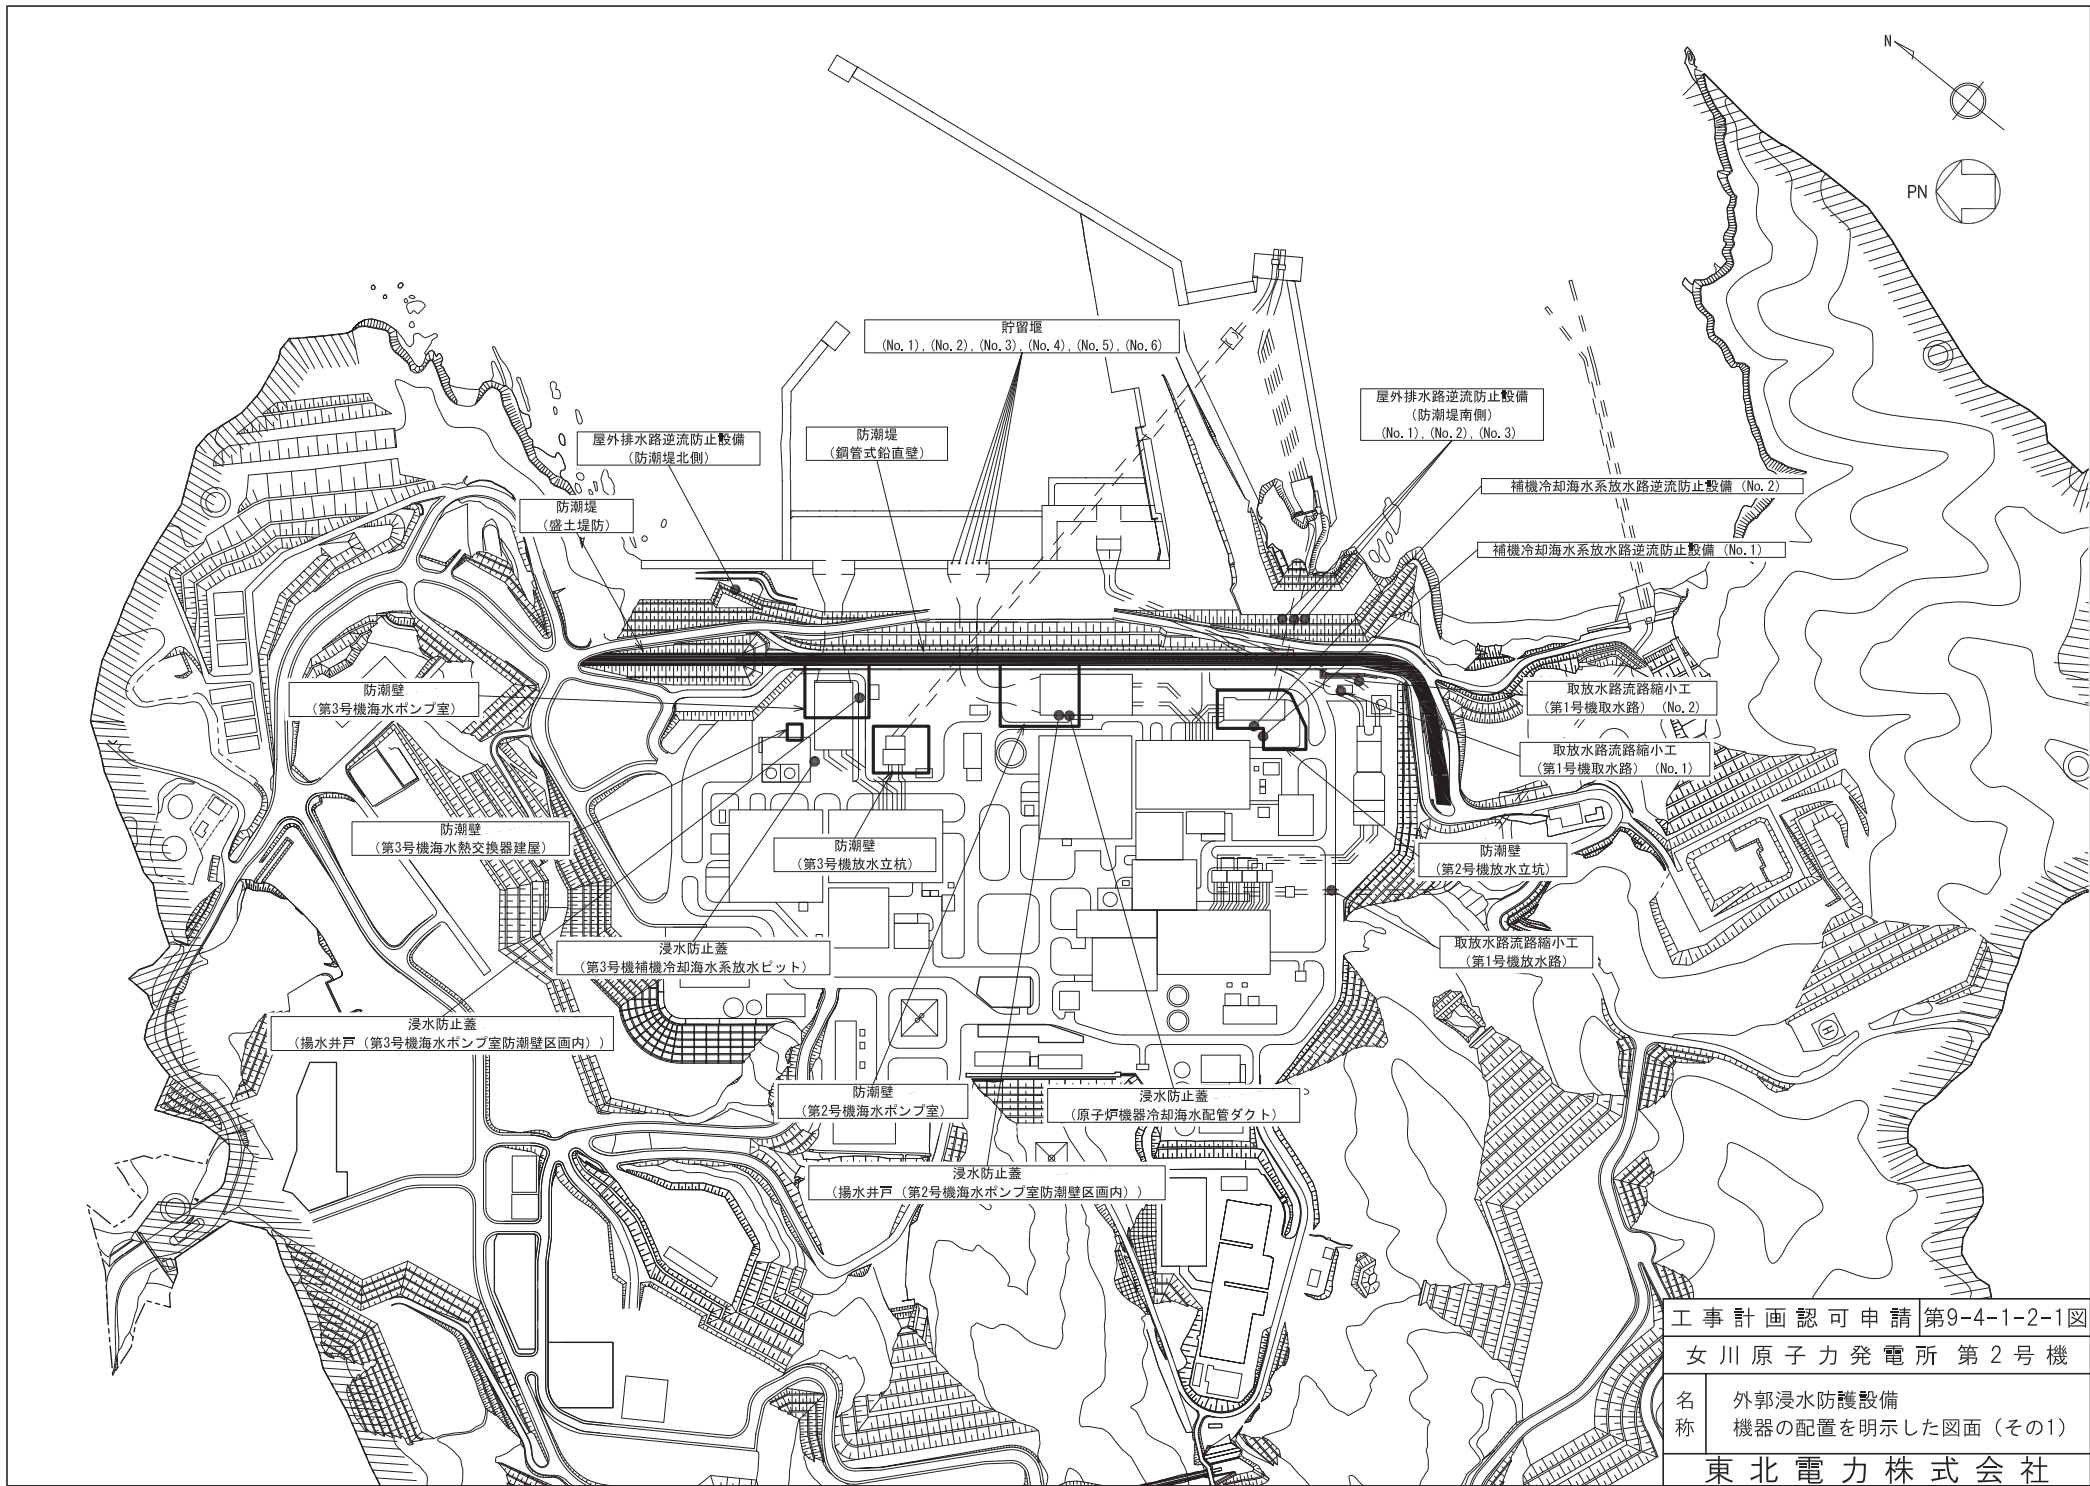 N
PN
貯留堰
(No. 1), (No. 2), (No. 3), (No. 4), (No. 5), (No. 6)
屋外排水路逆流防止設備
(防潮堤南側)
(No. 1), (No. 2), (No. 3)
防潮堤
(鋼管式鉛直壁)
屋外排水路逆流防止設備
(防潮堤北側)
補機冷却海水系放水路逆流防止設備 (No. 2)
防潮堤
(盛土堤防)
補機冷却海水系放水路逆流防止設備 (No. 1)
防潮壁
(第3号機海水ポンプ室)
取放水路流路縮小工
(第1号機取水路) (No. 2)
取放水路流路縮小工
(第1号機取水路) (No. 1)
防潮壁
(第3号機海水熱交換器建屋)
防潮壁
(第3号機放水立杭)
防潮壁
(第2号機放水立坑)
浸水防止蓋
(第3号機補機冷却海水系放水ピット)
取放水路流路縮小工
(第1号機放水路)
浸水防止蓋
(揚水井戸 (第3号機海水ポンプ室防潮壁区画内))
防潮壁
(第2号機海水ポンプ室)
浸水防止蓋
(原子炉機器冷却海水配管ダクト)
浸水防止蓋
(揚水井戸 (第2号機海水ポンプ室防潮壁区画内))
H
工事計画認可申請 第9-4-1-2-1図
女川原子力発電所 第2号機
名称 外郭浸水防護設備
機器の配置を明示した図面 (その1)
東北電力株式会社